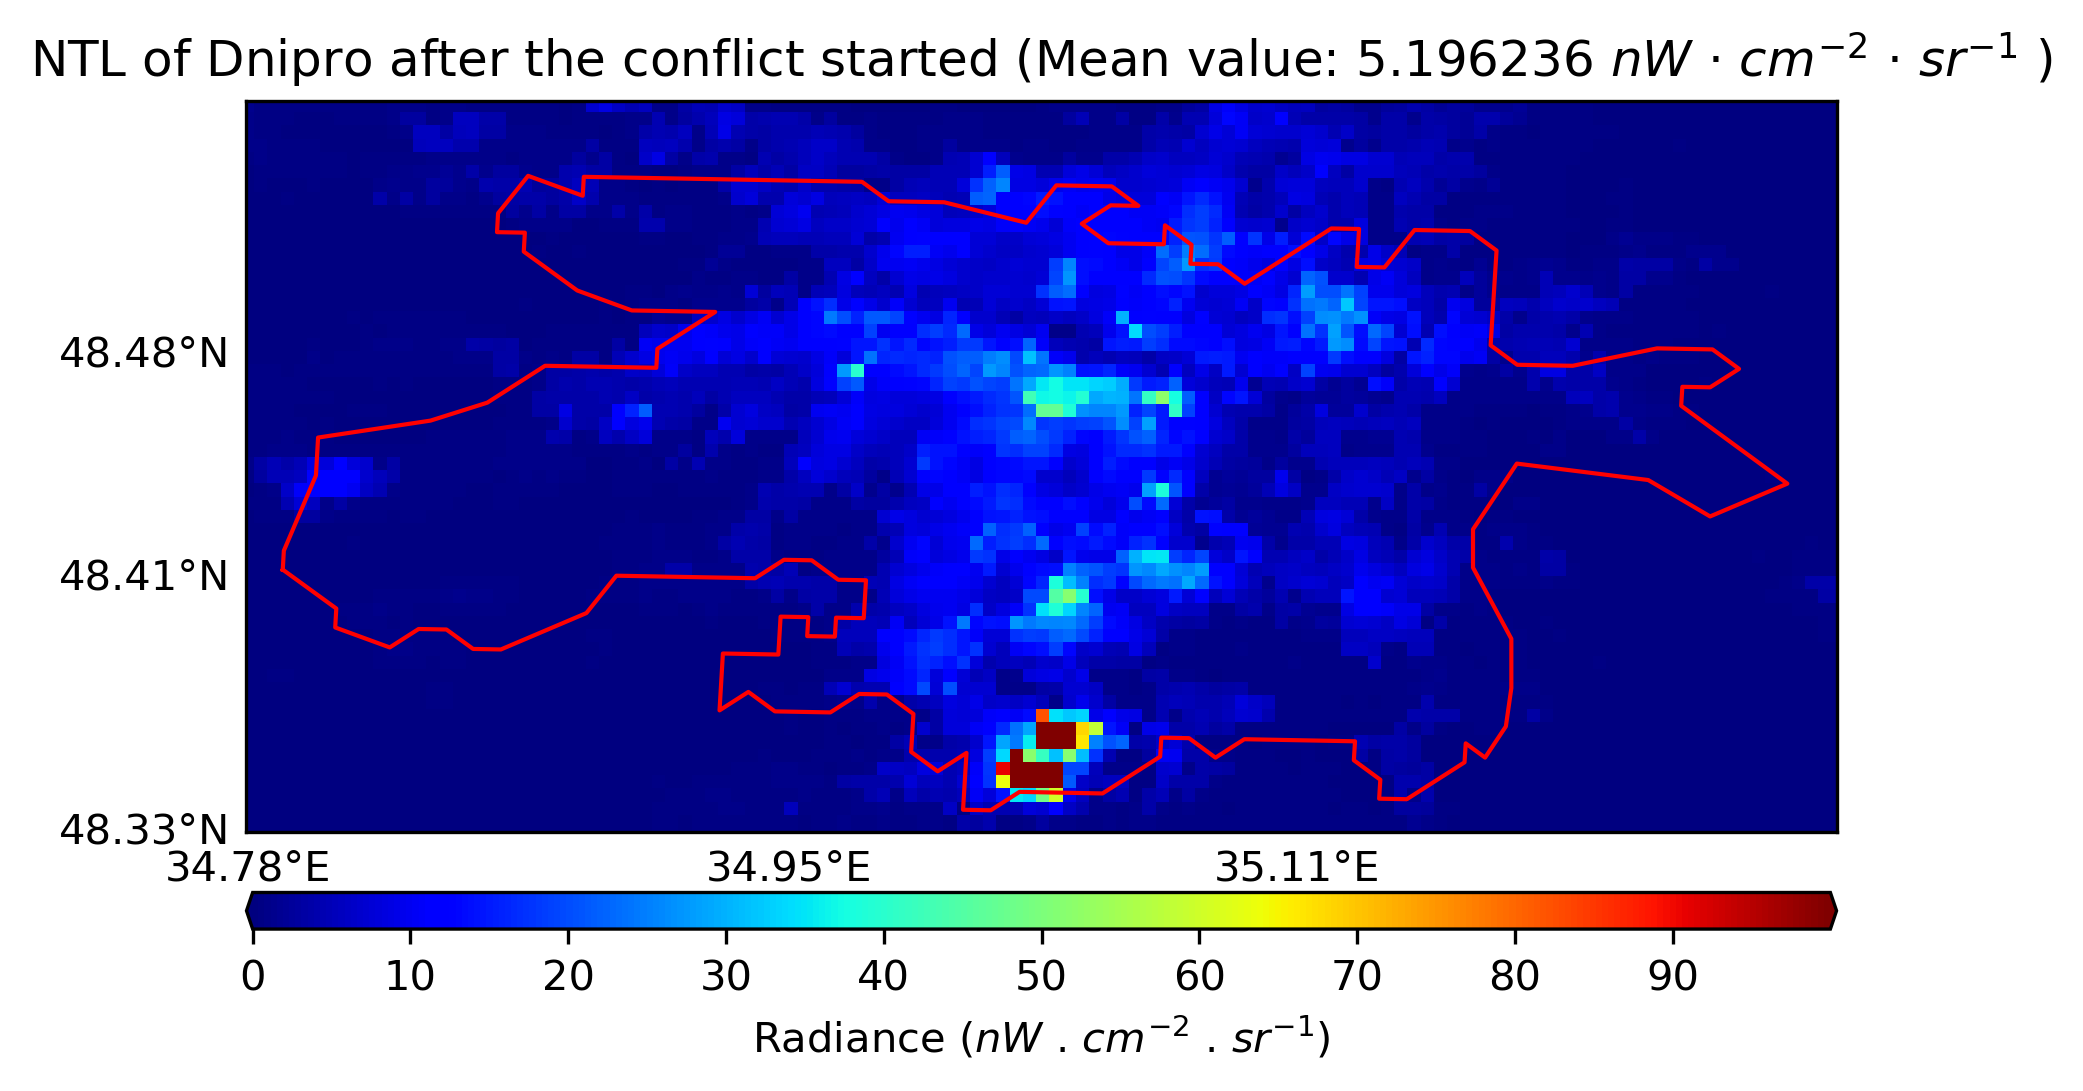 NTL of Dnipro after the conflict started (Mean value: 5.196236 nW · cm⁻² · sr⁻¹ )
48.48°N
48.41°N
48.33°N
34.78°E 34.95°E 35.11°E
0 10 20 30 40 50 60 70 80 90
Radiance (nW . cm⁻² . sr⁻¹)